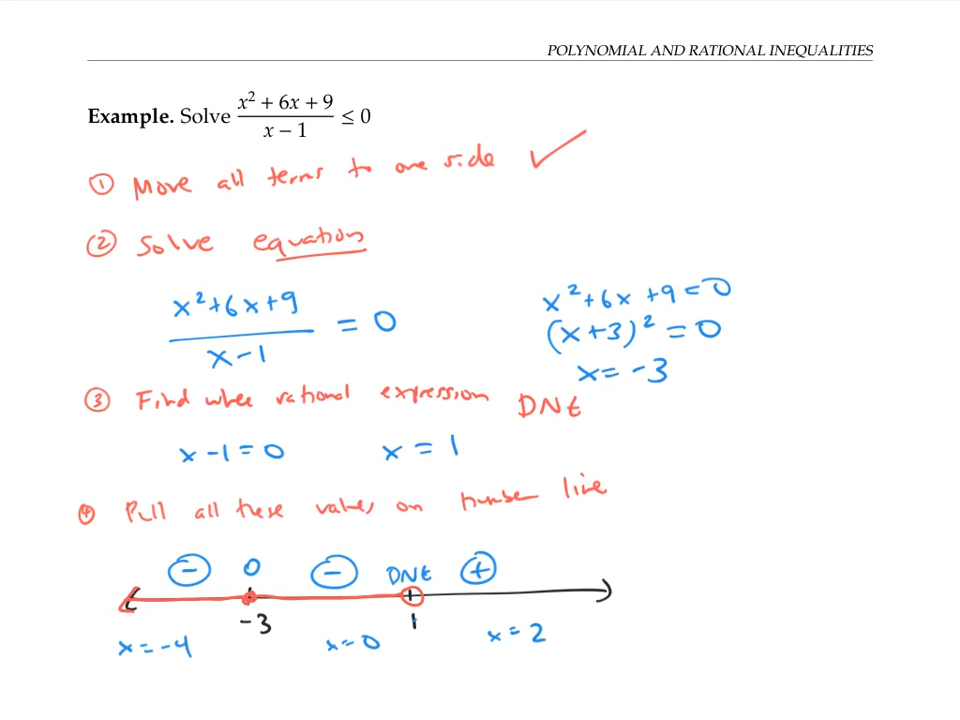 POLYNOMIAL AND RATIONAL INEQUALITIES
Example. Solve (x² + 6x + 9)/(x − 1) ≤ 0
① Move all terms to one side ✓
② Solve equation
(x²+6x+9)/(x-1) = 0
x²+6x+9=0
(x+3)² = 0
x=-3
③ Find where rational expression DNE
x-1=0 x=1
④ Pull all these values on number line
⊖ 0 ⊖ DNE ⊕
-3 1
x=-4 x=0 x=2